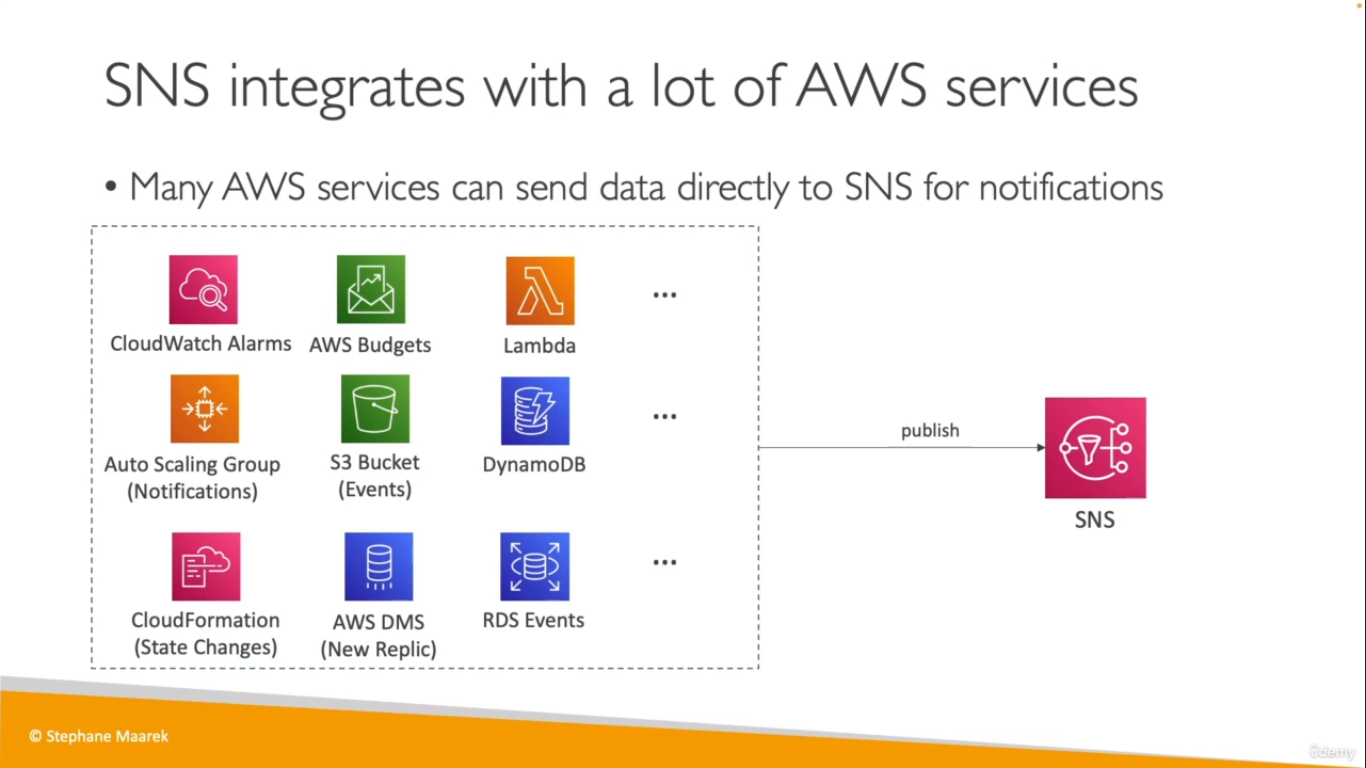 SNS integrates with a lot of AWS services
• Many AWS services can send data directly to SNS for notifications
CloudWatch Alarms
AWS Budgets
Lambda
...
Auto Scaling Group
(Notifications)
S3 Bucket
(Events)
DynamoDB
...
CloudFormation
(State Changes)
AWS DMS
(New Replic)
RDS Events
...
publish
SNS
© Stephane Maarek
ûdemy